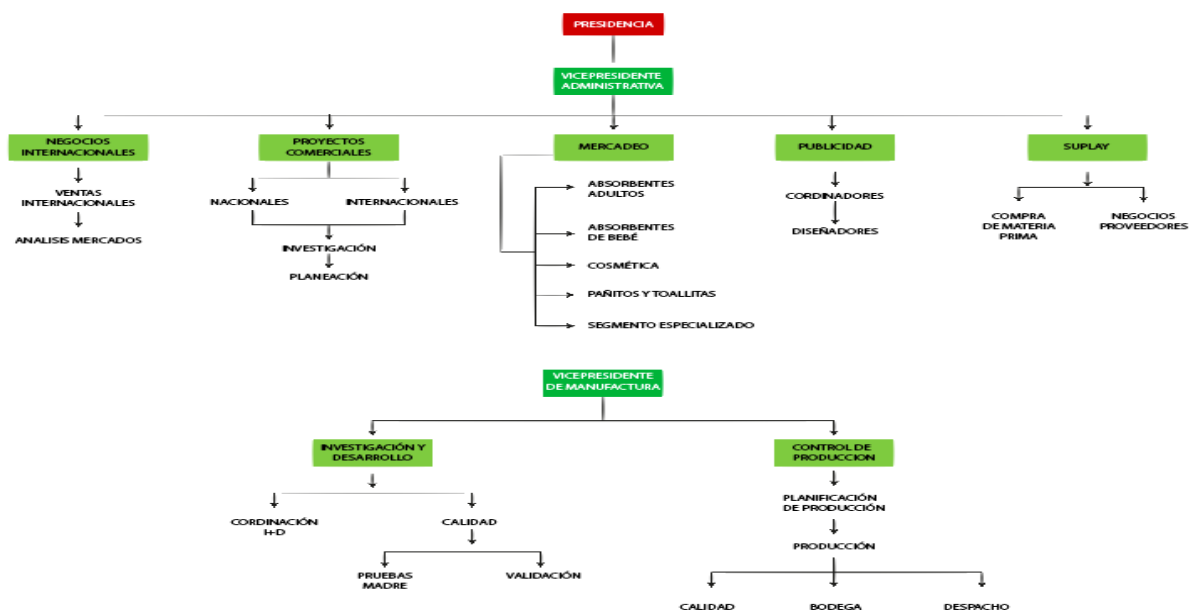 PRESIDENCIA
VICEPRESIDENTE
ADMINISTRATIVA
NEGOCIOS
INTERNACIONALES
PROYECTOS
COMERCIALES
MERCADEO
PUBLICIDAD
SUPLAY
VENTAS
INTERNACIONALES
ANALISIS MERCADOS
NACIONALES
INTERNACIONALES
INVESTIGACIÓN
PLANEACIÓN
ABSORBENTES
ADULTOS
ABSORBENTES
DE BEBÉ
COSMÉTICA
PAÑITOS Y TOALLITAS
SEGMENTO ESPECIALIZADO
CORDINADORES
DISEÑADORES
COMPRA
DE MATERIA
PRIMA
NEGOCIOS
PROVEEDORES
VICEPRESIDENTE
DE MANUFACTURA
INVESTIGACIÓN Y
DESARROLLO
CONTROL DE
PRODUCCION
CORDINACIÓN
I+D
CALIDAD
PRUEBAS
MADRE
VALIDACIÓN
PLANIFICACIÓN
DE PRODUCCIÓN
PRODUCCIÓN
CALIDAD
BODEGA
DESPACHO